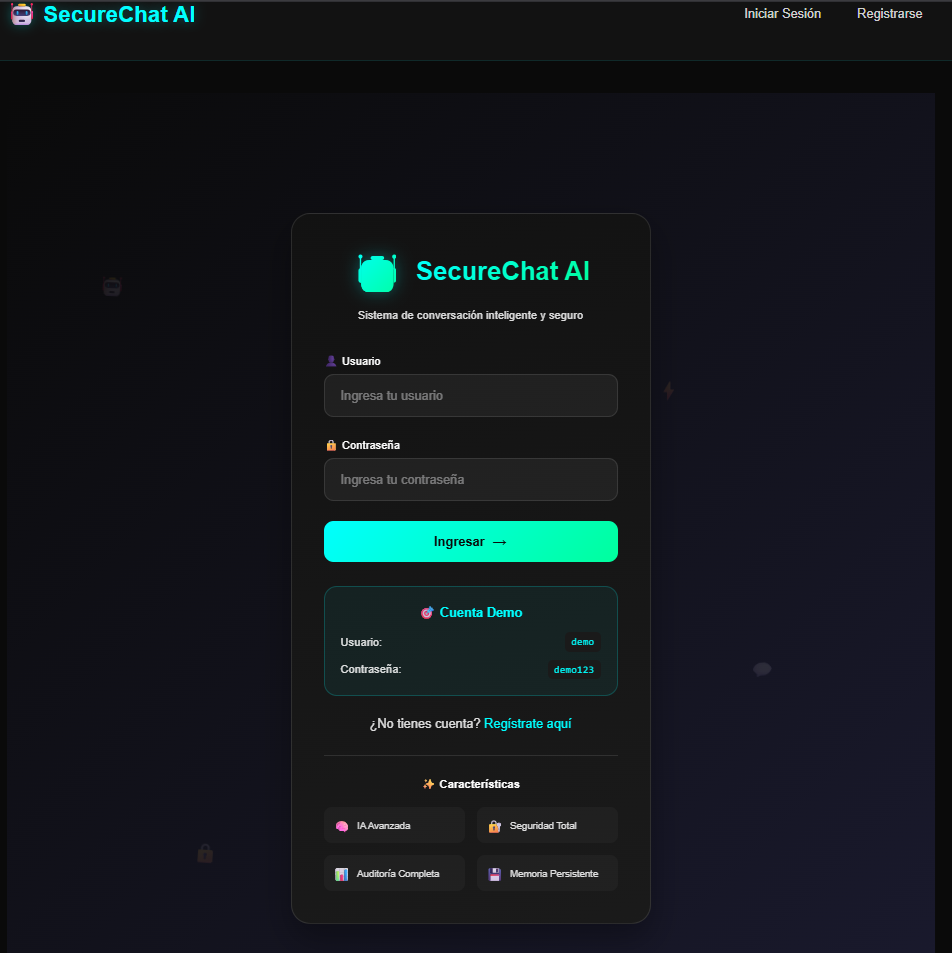 SecureChat AI
Iniciar Sesión
Registrarse
SecureChat AI
Sistema de conversación inteligente y seguro
Usuario
Ingresa tu usuario
Contraseña
Ingresa tu contraseña
Ingresar →
Cuenta Demo
Usuario: demo
Contraseña: demo123
¿No tienes cuenta? Regístrate aquí
Características
IA Avanzada
Seguridad Total
Auditoría Completa
Memoria Persistente